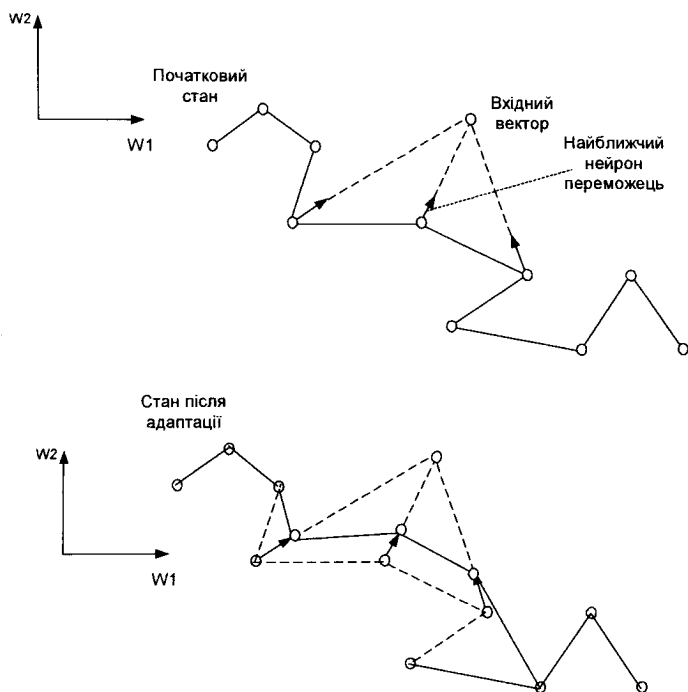 W2
Початковий
стан
W1
Вхідний
вектор
Найближчий
нейрон
переможець
Стан після
адаптації
W2
W1